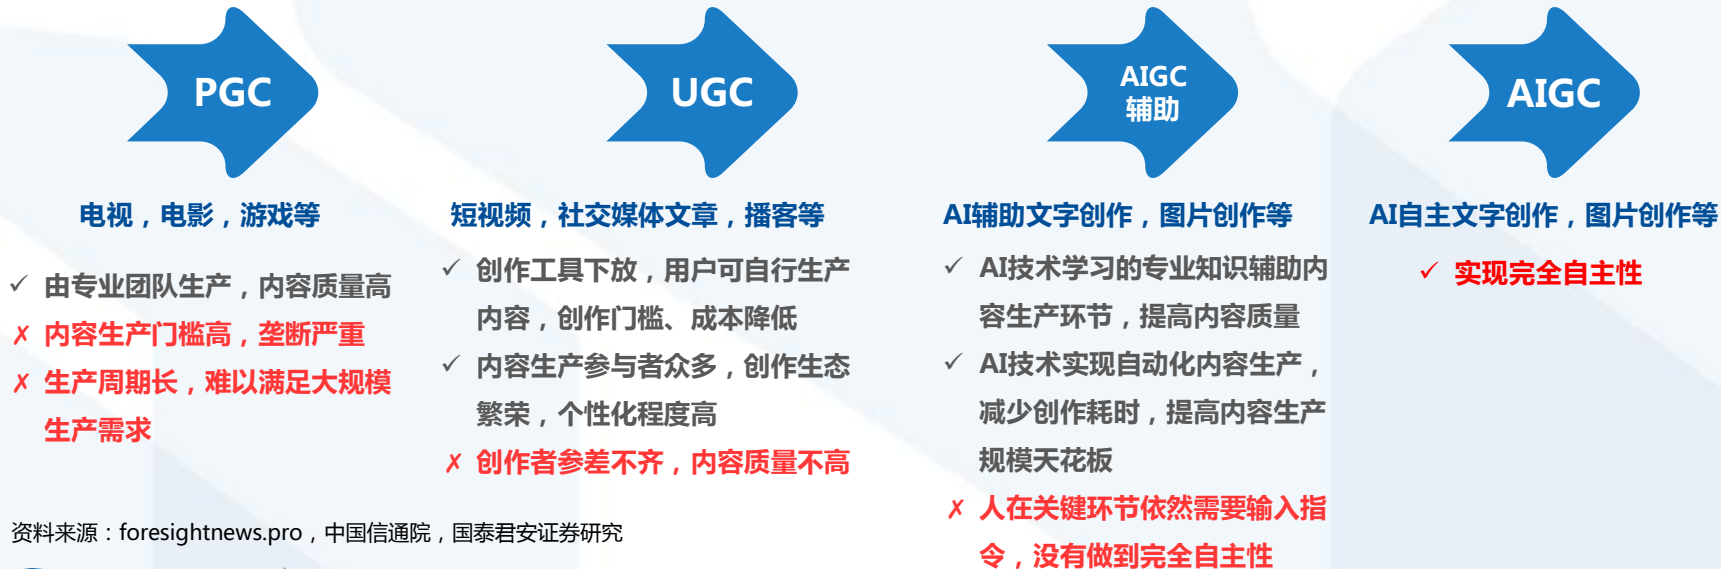 PGC
电视，电影，游戏等
✓ 由专业团队生产，内容质量高
✗ 内容生产门槛高，垄断严重
✗ 生产周期长，难以满足大规模
生产需求
UGC
短视频，社交媒体文章，播客等
✓ 创作工具下放，用户可自行生产
内容，创作门槛、成本降低
✓ 内容生产参与者众多，创作生态
繁荣，个性化程度高
✗ 创作者参差不齐，内容质量不高
AIGC
辅助
AI辅助文字创作，图片创作等
✓ AI技术学习的专业知识辅助内
容生产环节，提高内容质量
✓ AI技术实现自动化内容生产，
减少创作耗时，提高内容生产
规模天花板
✗ 人在关键环节依然需要输入指
令，没有做到完全自主性
AIGC
AI自主文字创作，图片创作等
✓ 实现完全自主性
资料来源：foresightnews.pro，中国信通院，国泰君安证券研究